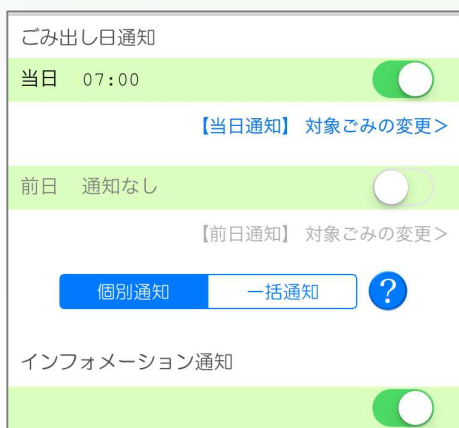 ごみ出し日通知
当日 07:00
【当日通知】 対象ごみの変更＞
前日 通知なし
【前日通知】 対象ごみの変更＞
個別通知 一括通知 ?
インフォメーション通知